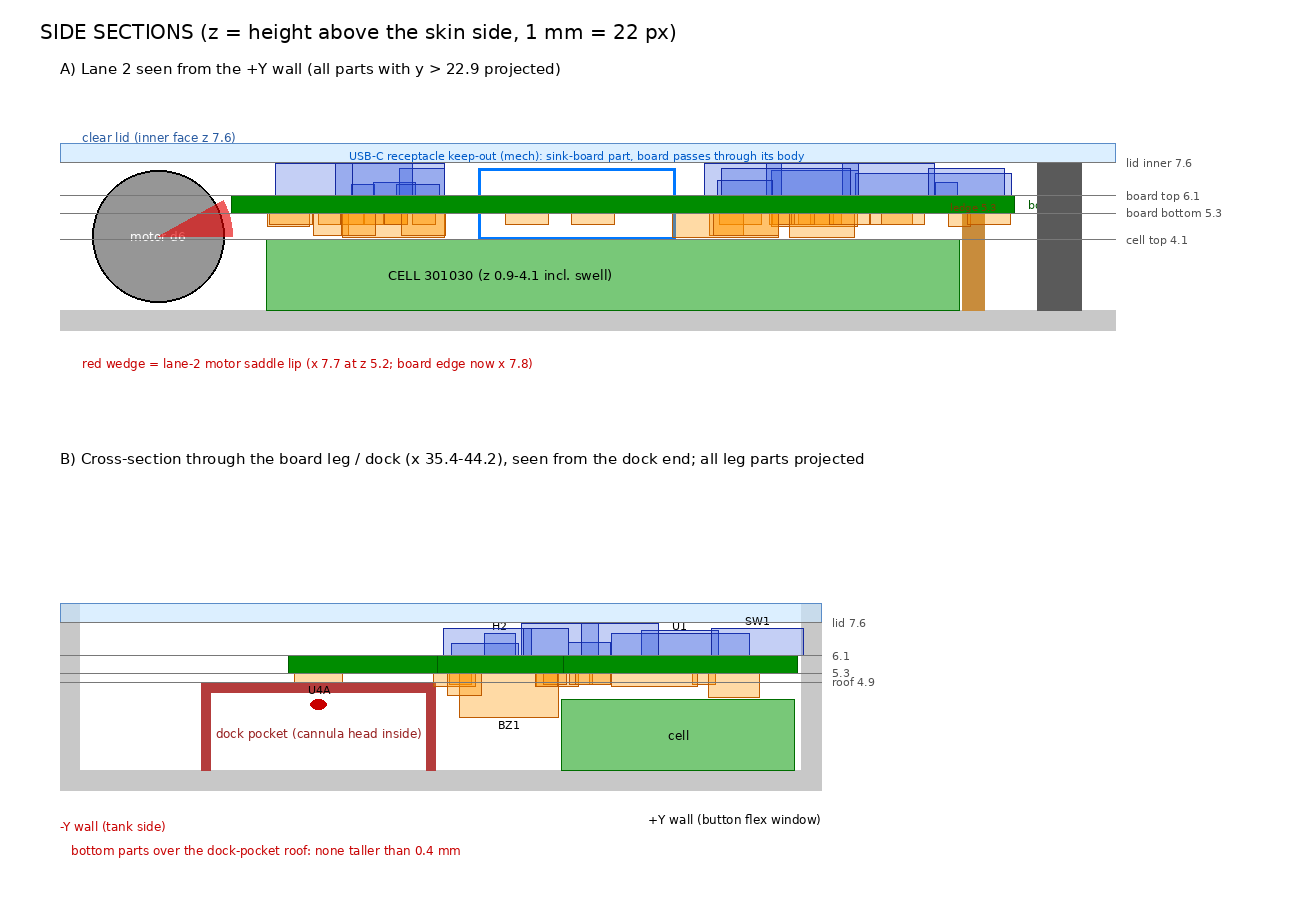 SIDE SECTIONS (z = height above the skin side, 1 mm = 22 px)
A) Lane 2 seen from the +Y wall (all parts with y > 22.9 projected)
clear lid (inner face z 7.6)
USB-C receptacle keep-out (mech): sink-board part, board passes through its body
lid inner 7.6
board top 6.1
ledge 5.3
bo
board bottom 5.3
motor d6
cell top 4.1
CELL 301030 (z 0.9-4.1 incl. swell)
red wedge = lane-2 motor saddle lip (x 7.7 at z 5.2; board edge now x 7.8)
B) Cross-section through the board leg / dock (x 35.4-44.2), seen from the dock end; all leg parts projected
H2
U1
SW1
lid 7.6
6.1
5.3
roof 4.9
U4A
BZ1
dock pocket (cannula head inside)
cell
-Y wall (tank side)
+Y wall (button flex window)
bottom parts over the dock-pocket roof: none taller than 0.4 mm